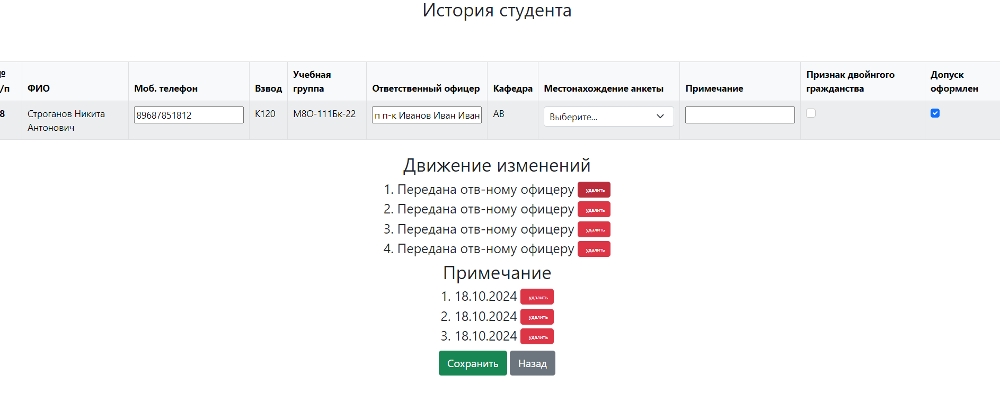 История студента
№
/п
ФИО
Моб. телефон
Взвод
Учебная
группа
Ответственный офицер
Кафедра
Местонахождение анкеты
Примечание
Признак двойнгого
гражданства
Допуск
оформлен
8
Строганов Никита
Антонович
89687851812
К120
М8О-111Бк-22
п п-к Иванов Иван Иван
АВ
Выберите...
Движение изменений
1. Передана отв-ному офицеру удалить
2. Передана отв-ному офицеру удалить
3. Передана отв-ному офицеру удалить
4. Передана отв-ному офицеру удалить
Примечание
1. 18.10.2024 удалить
2. 18.10.2024 удалить
3. 18.10.2024 удалить
Сохранить Назад